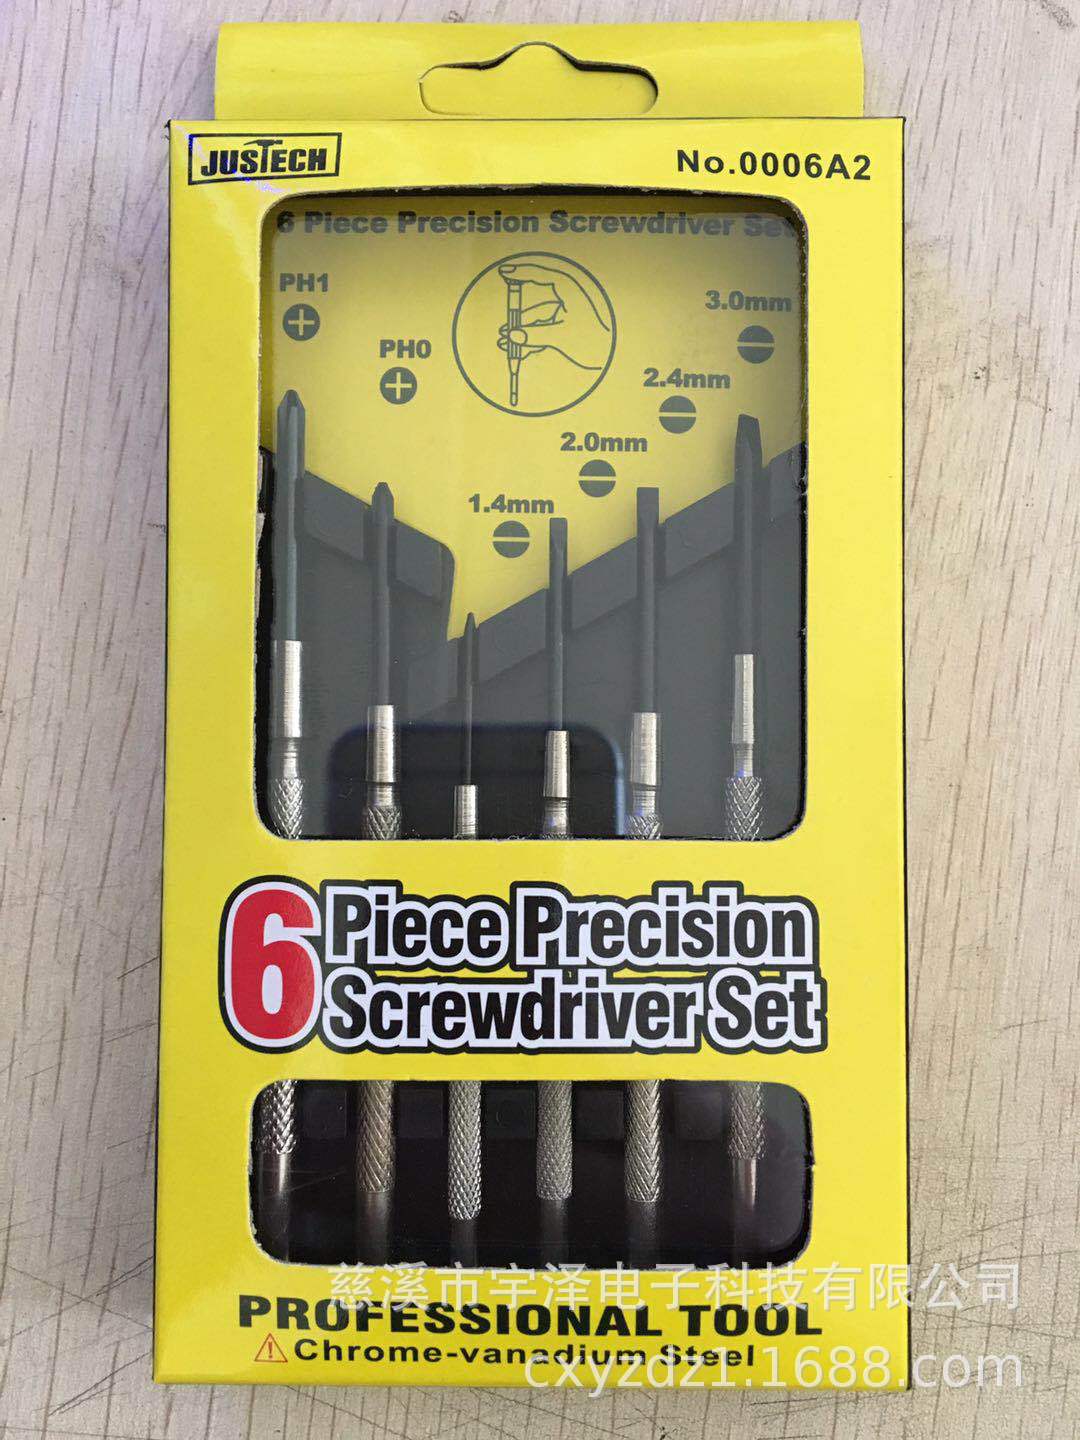 JUSTECH
No.0006A2
6 Piece Precision Screwdriver Set
PH1
3.0mm
PH0
2.4mm
2.0mm
1.4mm
6 Piece Precision
Screwdriver Set
慈溪市宇泽电子科技有限公司
PROFESSIONAL TOOL
Chrome-vanadium Steel
cxyzdz1.1688.com